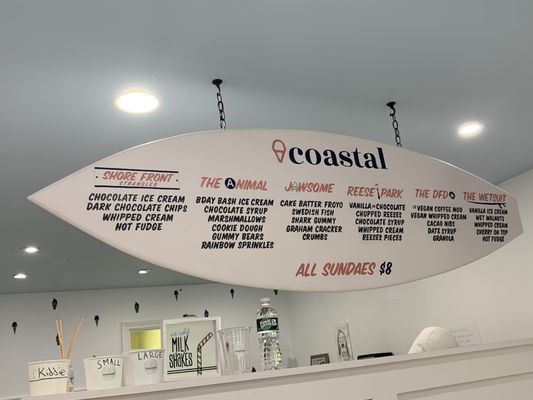 coastal
SHORE FRONT
STRANGLER
CHOCOLATE ICE CREAM
DARK CHOCOLATE CHIPS
WHIPPED CREAM
HOT FUDGE
THE ANIMAL
BDAY BASH ICE CREAM
CHOCOLATE SYRUP
MARSHMALLOWS
COOKIE DOUGH
GUMMY BEARS
RAINBOW SPRINKLES
JAWSOME
CAKE BATTER FROYO
SWEDISH FISH
SHARK GUMMY
GRAHAM CRACKER
CRUMBS
REESE PARK
VANILLA CHOCOLATE
CHOPPED REESES
CHOCOLATE SYRUP
WHIPPED CREAM
REESES PIECES
THE DFD
VEGAN COFFEE MUD
VEGAN WHIPPED CREAM
CACAO NIBS
DATE SYRUP
GRANOLA
THE WETSUIT
VANILLA ICE CREAM
WET WALNUTS
WHIPPED CREAM
CHERRY ON TOP
HOT FUDGE
ALL SUNDAES $8
Kiddie
SMALL
LARGE
ice cold
MILK
SHAKES